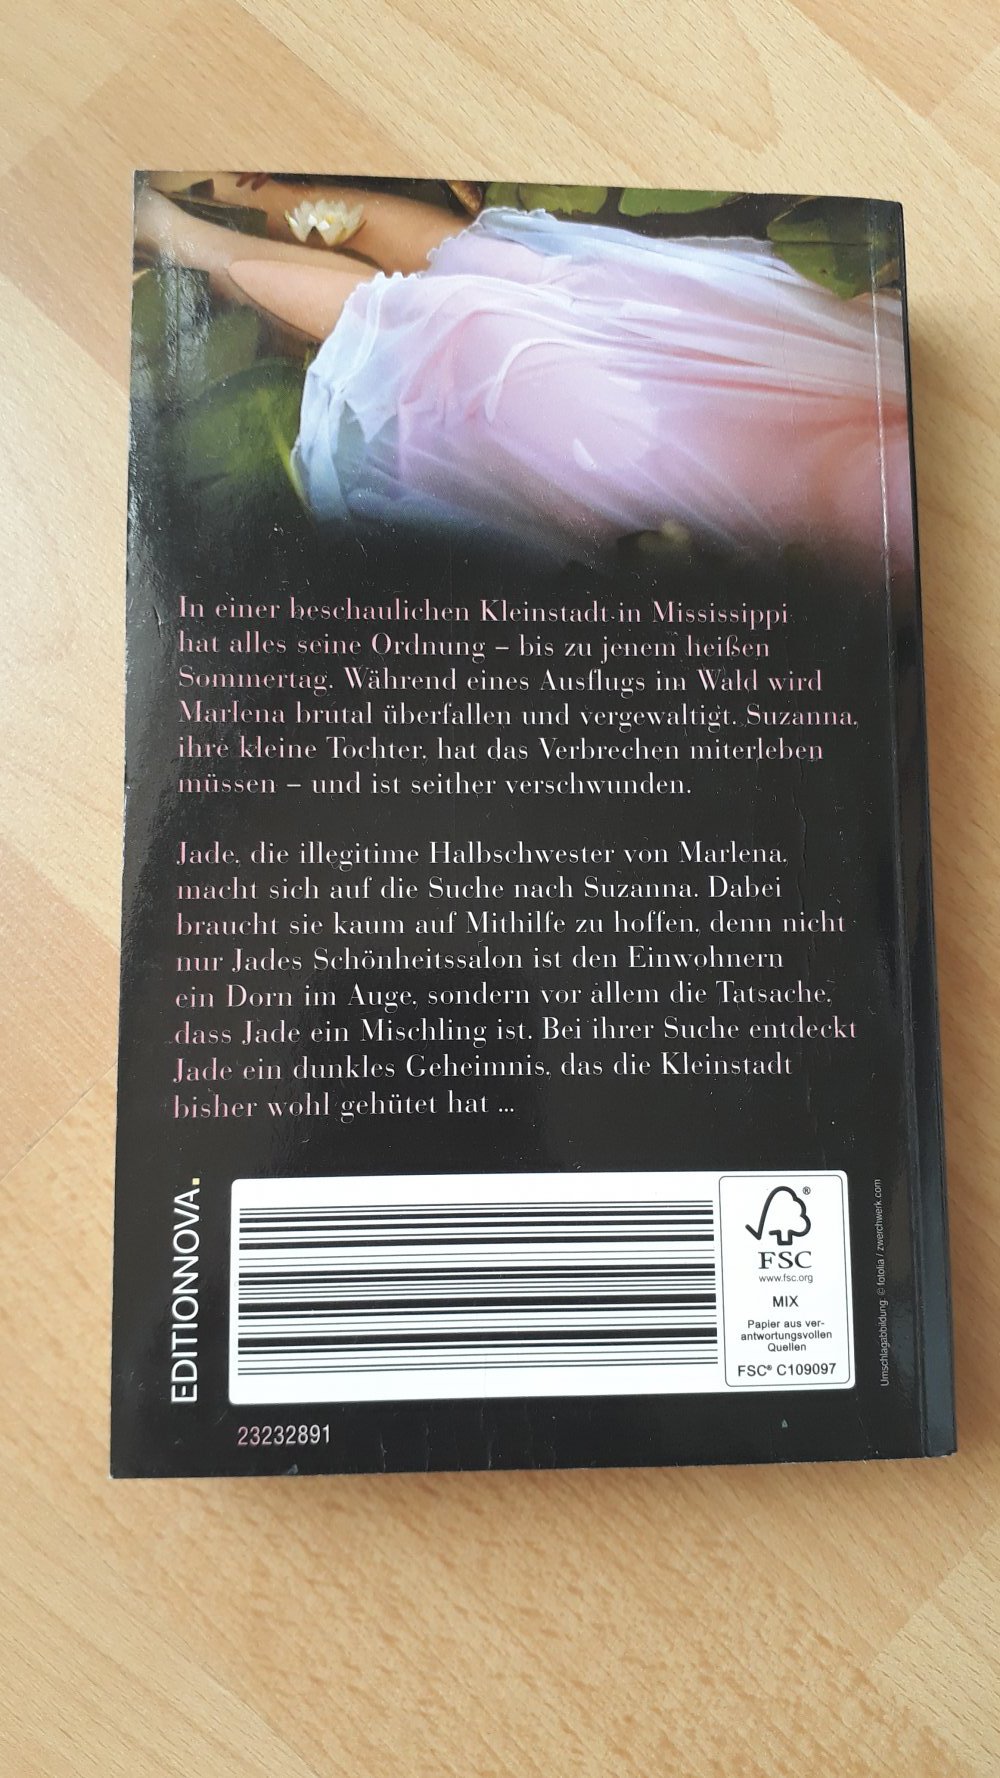 In einer beschaulichen Kleinstadt in Mississippi
hat alles seine Ordnung – bis zu jenem heißen
Sommertag. Während eines Ausflugs im Wald wird
Marlena brutal überfallen und vergewaltigt. Suzanna,
ihre kleine Tochter, hat das Verbrechen miterleben
müssen – und ist seither verschwunden.
Jade, die illegitime Halbschwester von Marlena,
macht sich auf die Suche nach Suzanna. Dabei
braucht sie kaum auf Mithilfe zu hoffen, denn nicht
nur Jades Schönheitssalon ist den Einwohnern
ein Dorn im Auge, sondern vor allem die Tatsache,
dass Jade ein Mischling ist. Bei ihrer Suche entdeckt
Jade ein dunkles Geheimnis, das die Kleinstadt
bisher wohl gehütet hat ...
EDITIONNOVA.
®
FSC
www.fsc.org
MIX
Papier aus ver-
antwortungsvollen
Quellen
FSC® C109097
Umschlagabbildung: © fotolia / zwerchwerk.com
23232891